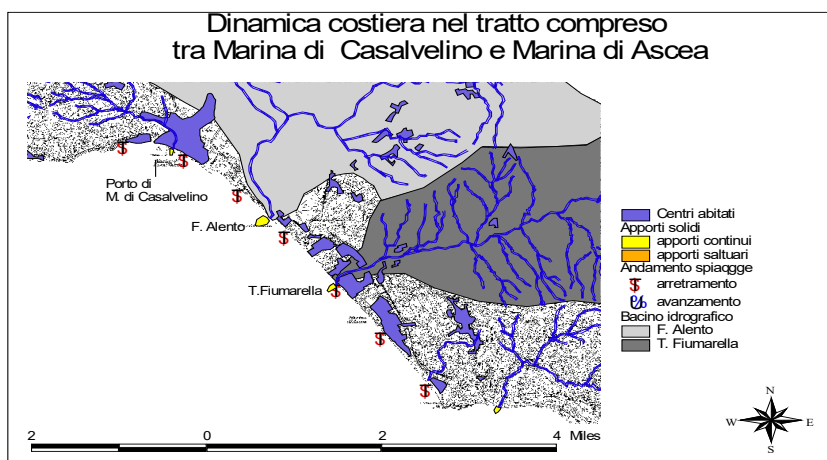 Dinamica costiera nel tratto compreso
tra Marina di Casalvelino e Marina di Ascea
Porto di
M. di Casalvelino
F. Alento
T.Fiumarella
Centri abitati
Apporti solidi
apporti continui
apporti saltuari
Andamento spiaqgge
arretramento
avanzamento
Bacino idrografico
F. Alento
T. Fiumarella
N
W E
S
2 0 2 4 Miles